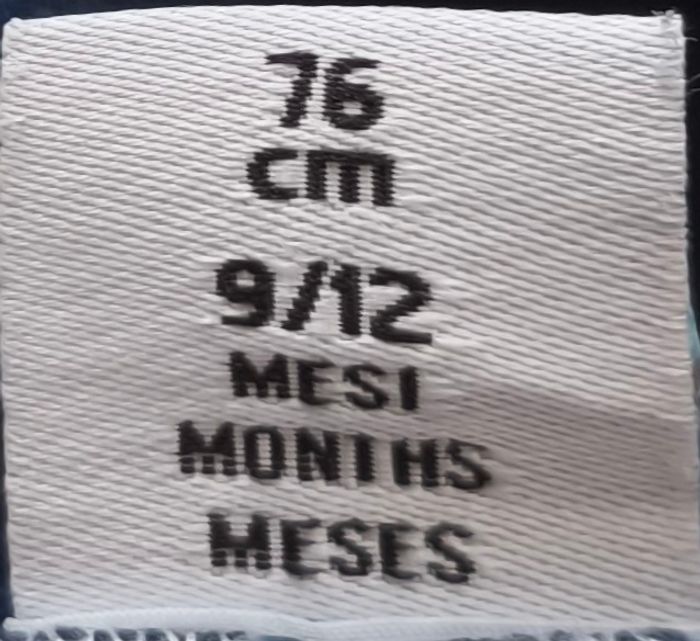 76
cm
9/12
MESI
MONTHS
MESES